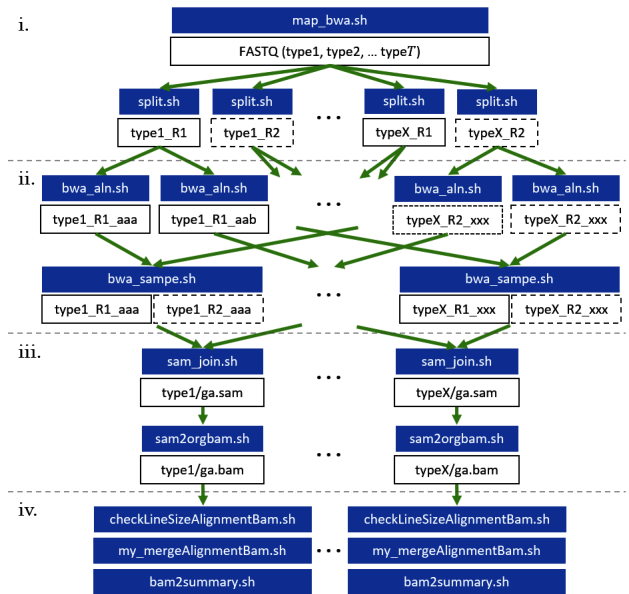 i.
map_bwa.sh
FASTQ (type1, type2, ... typeT)
split.sh split.sh ... split.sh split.sh
type1_R1 type1_R2 typeX_R1 typeX_R2
ii.
bwa_aln.sh bwa_aln.sh ... bwa_aln.sh bwa_aln.sh
type1_R1_aaa type1_R1_aab typeX_R2_xxx typeX_R2_xxx
bwa_sampe.sh ... bwa_sampe.sh
type1_R1_aaa type1_R2_aaa typeX_R1_xxx typeX_R2_xxx
iii.
sam_join.sh ... sam_join.sh
type1/ga.sam typeX/ga.sam
sam2orgbam.sh ... sam2orgbam.sh
type1/ga.bam typeX/ga.bam
iv.
checkLineSizeAlignmentBam.sh checkLineSizeAlignmentBam.sh
my_mergeAlignmentBam.sh ... my_mergeAlignmentBam.sh
bam2summary.sh bam2summary.sh